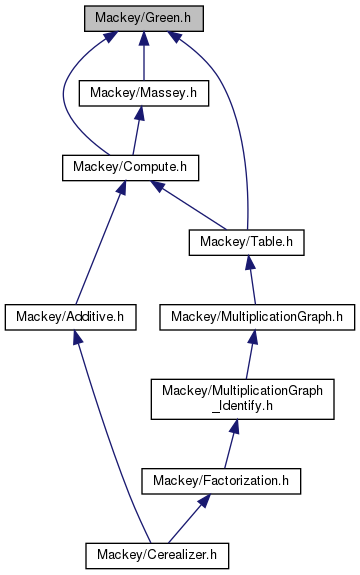 Mackey/Green.h
Mackey/Massey.h
Mackey/Compute.h
Mackey/Table.h
Mackey/Additive.h
Mackey/MultiplicationGraph.h
Mackey/MultiplicationGraph
_Identify.h
Mackey/Factorization.h
Mackey/Cerealizer.h